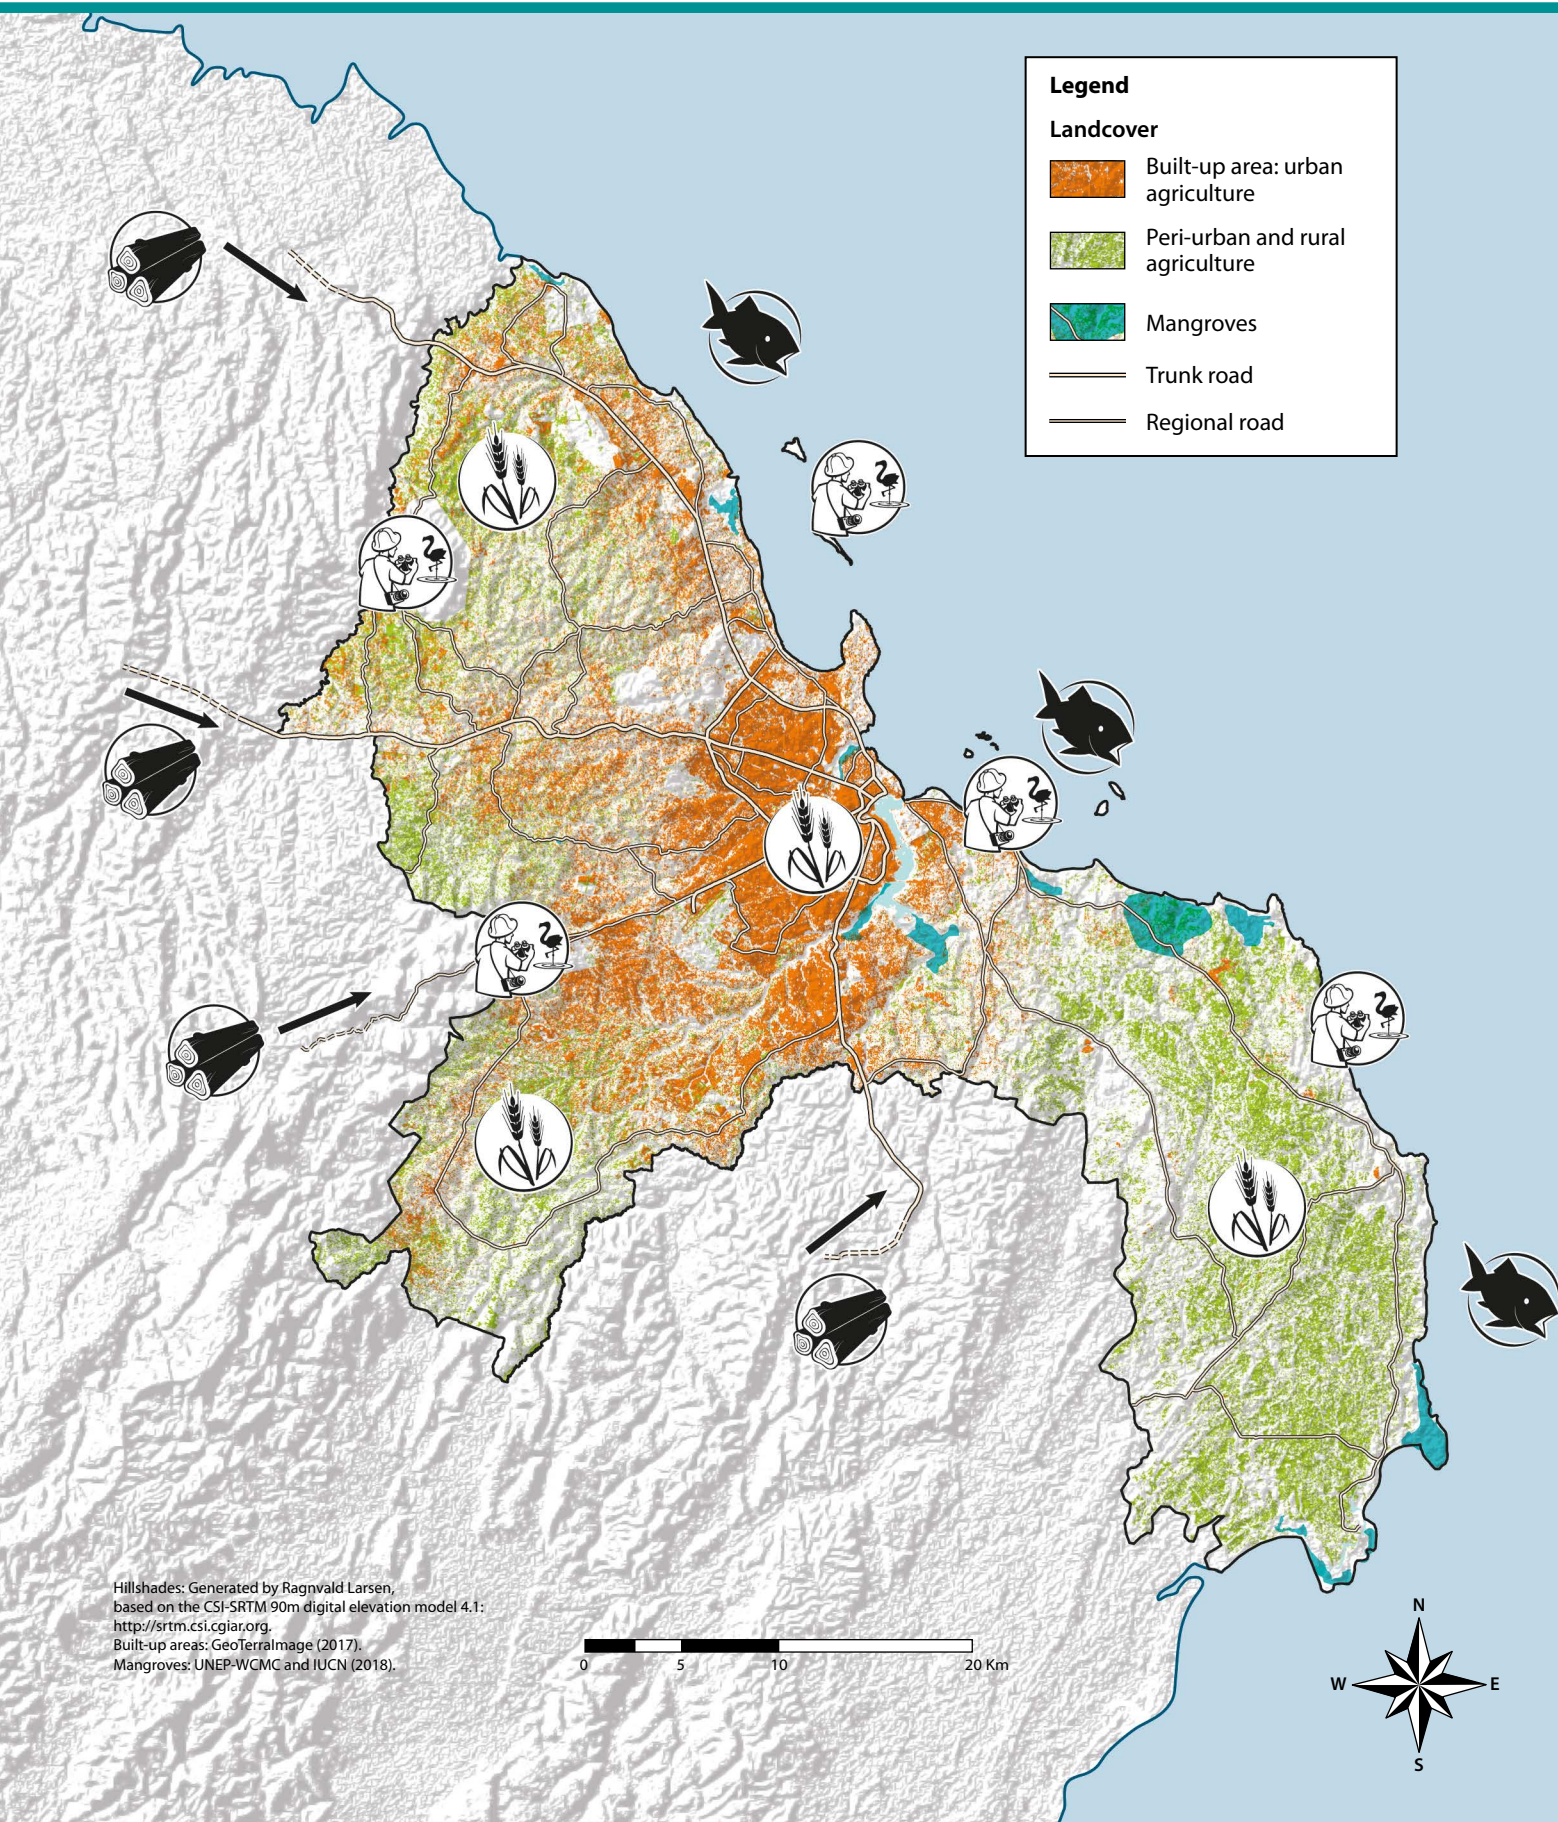 Legend
Landcover
Built-up area: urban
agriculture
Peri-urban and rural
agriculture
Mangroves
Trunk road
Regional road
Hillshades: Generated by Ragnvald Larsen,
based on the CSI-SRTM 90m digital elevation model 4.1:
http://srtm.csi.cgiar.org.
Built-up areas: GeoTerraImage (2017).
Mangroves: UNEP-WCMC and IUCN (2018).
0 5 10 20 Km
N
W E
S